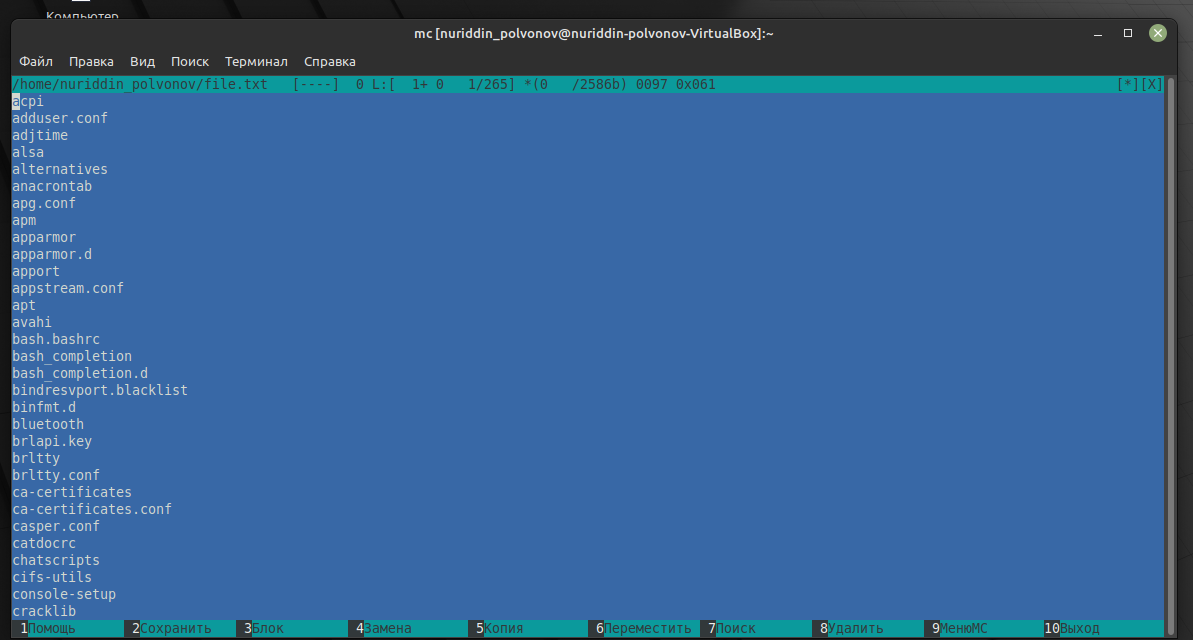 Компьютер
mc [nuriddin_polvonov@nuriddin-polvonov-VirtualBox]:~
Файл Правка Вид Поиск Терминал Справка
/home/nuriddin_polvonov/file.txt [----] 0 L:[ 1+ 0 1/265] *(0 /2586b) 0097 0x061 [*][X]
acpi
adduser.conf
adjtime
alsa
alternatives
anacrontab
apg.conf
apm
apparmor
apparmor.d
apport
appstream.conf
apt
avahi
bash.bashrc
bash_completion
bash_completion.d
bindresvport.blacklist
binfmt.d
bluetooth
brlapi.key
brltty
brltty.conf
ca-certificates
ca-certificates.conf
casper.conf
catdocrc
chatscripts
cifs-utils
console-setup
cracklib
1Помощь 2Сохранить 3Блок 4Замена 5Копия 6Переместить 7Поиск 8Удалить 9МенюMC 10Выход